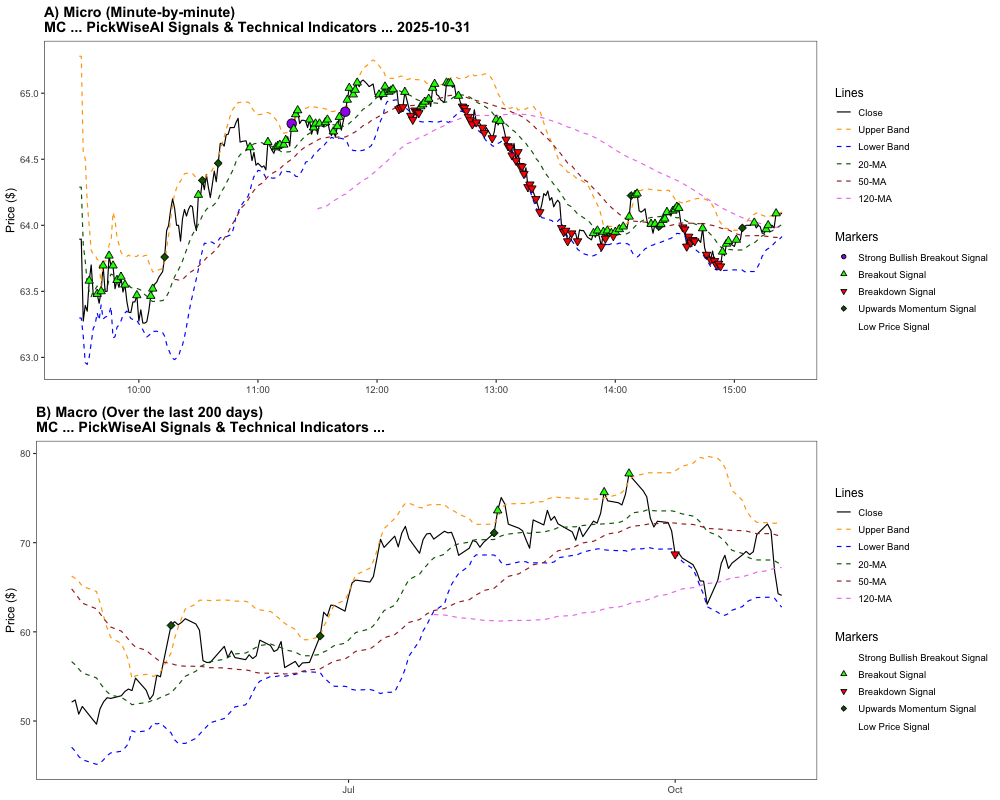 A) Micro (Minute-by-minute)
MC ... PickWiseAI Signals & Technical Indicators ... 2025-10-31
Price ($)
65.0
64.5
64.0
63.5
63.0
10:00
11:00
12:00
13:00
14:00
15:00
Lines
Close
Upper Band
Lower Band
20-MA
50-MA
120-MA
Markers
Strong Bullish Breakout Signal
Breakout Signal
Breakdown Signal
Upwards Momentum Signal
Low Price Signal
B) Macro (Over the last 200 days)
MC ... PickWiseAI Signals & Technical Indicators ...
Price ($)
80
70
60
50
Jul
Oct
Lines
Close
Upper Band
Lower Band
20-MA
50-MA
120-MA
Markers
Strong Bullish Breakout Signal
Breakout Signal
Breakdown Signal
Upwards Momentum Signal
Low Price Signal